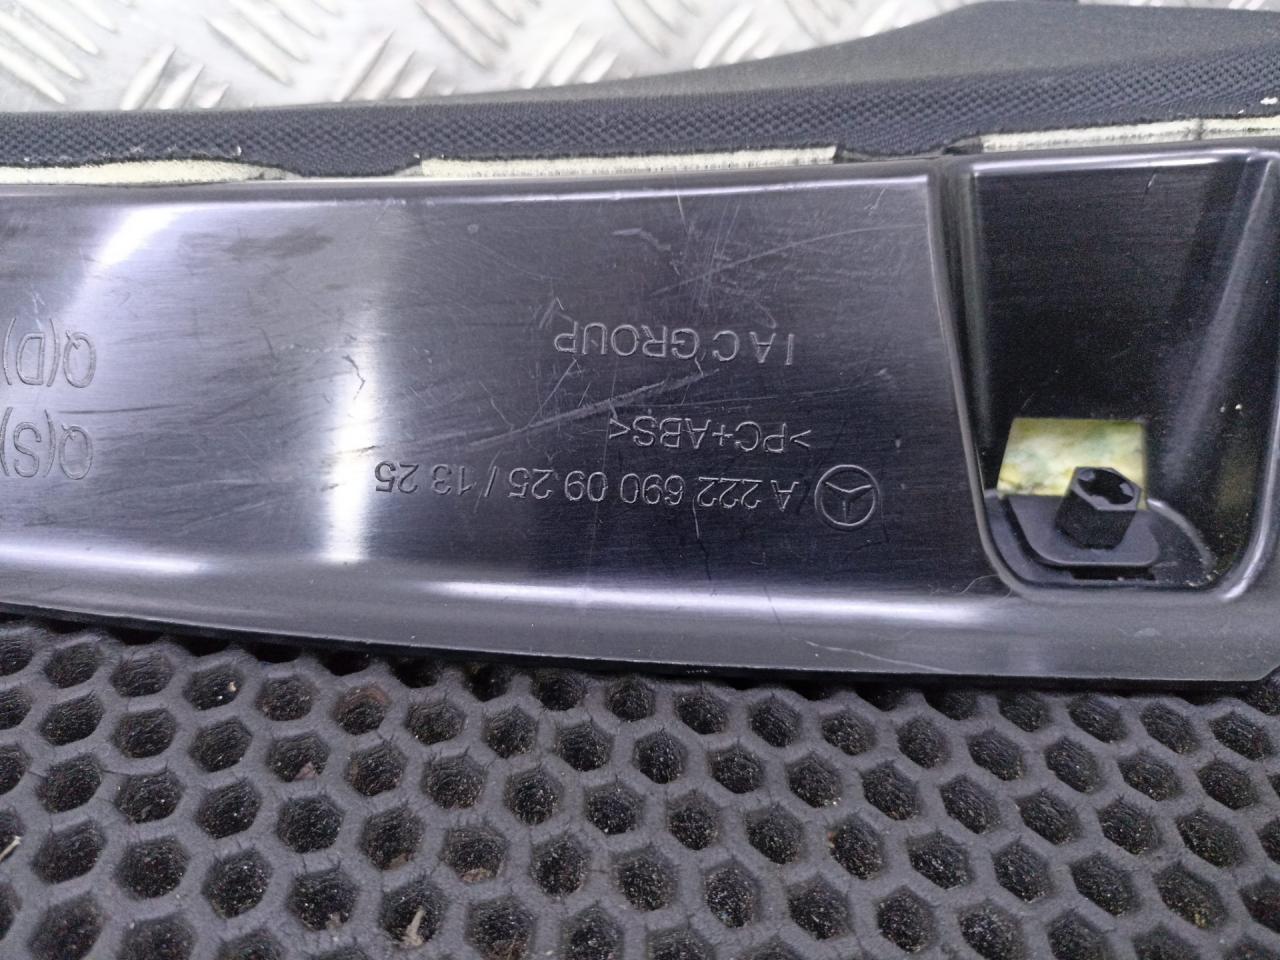 A 222 690 09 25 / 13 25
>PC+ABS<
I A C GROUP
Q(S)
Q(D)